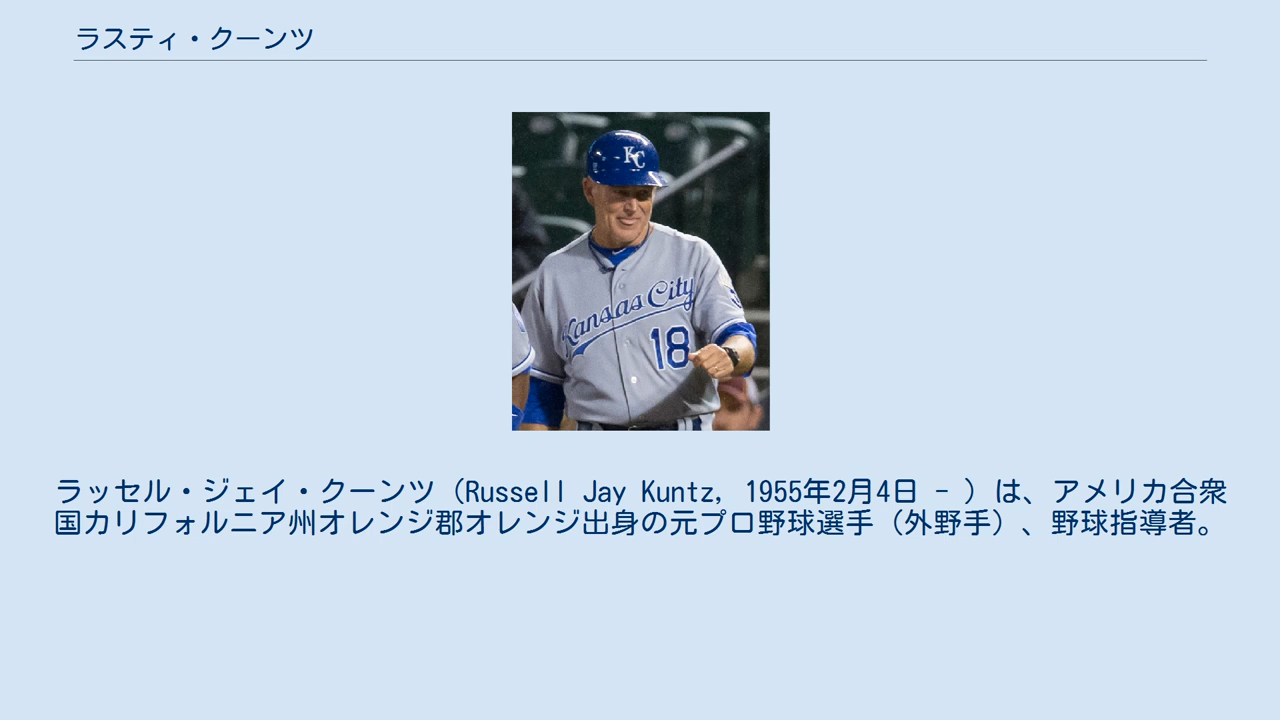 ラスティ・クーンツ
KC
Kansas City
18
ラッセル・ジェイ・クーンツ（Russell Jay Kuntz, 1955年2月4日 - ）は、アメリカ合衆
国カリフォルニア州オレンジ郡オレンジ出身の元プロ野球選手（外野手）、野球指導者。